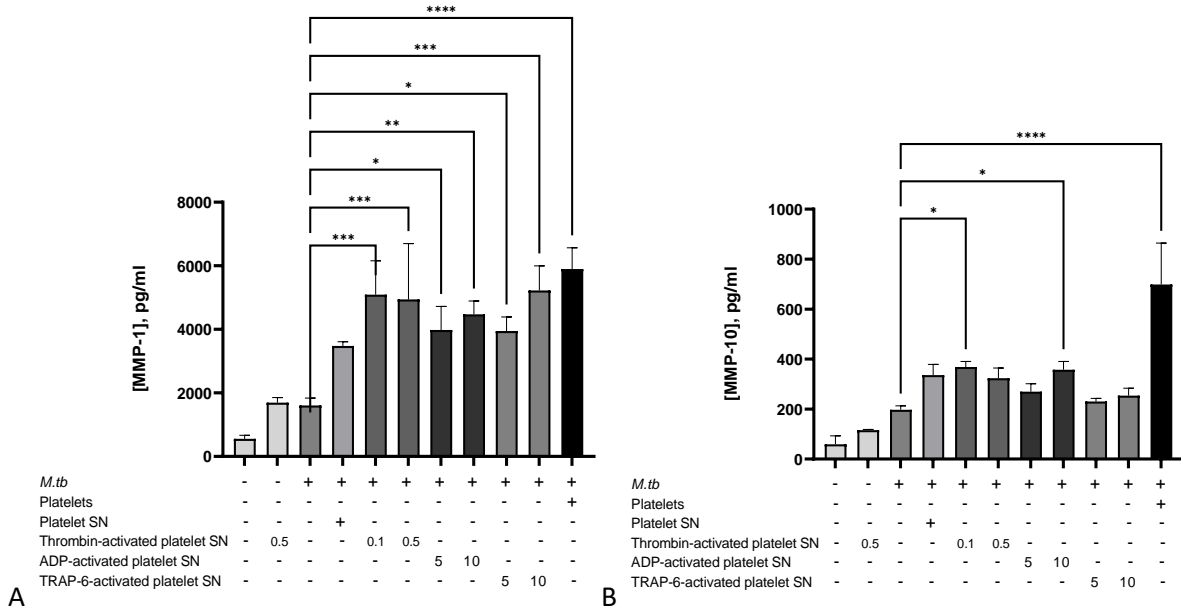 ****
***
*
**
*
***
***
[MMP-1], pg/ml
8000
6000
4000
2000
0
M.tb - - + + + + + + + + +
Platelets - - - - - - - - - - +
Platelet SN - - - + - - - - - - -
Thrombin-activated platelet SN - 0.5 - - 0.1 0.5 - - - - -
ADP-activated platelet SN - - - - - - 5 10 - - -
TRAP-6-activated platelet SN - - - - - - - - 5 10 -
A
****
*
*
[MMP-10], pg/ml
1000
800
600
400
200
0
M.tb - - + + + + + + + + +
Platelets - - - - - - - - - - +
Platelet SN - - - + - - - - - - -
Thrombin-activated platelet SN - 0.5 - - 0.1 0.5 - - - - -
ADP-activated platelet SN - - - - - - 5 10 - - -
TRAP-6-activated platelet SN - - - - - - - - 5 10 -
B